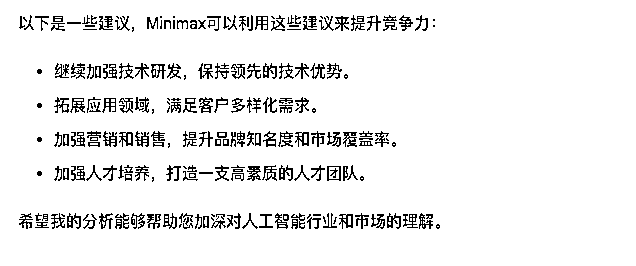 以下是一些建议，Minimax可以利用这些建议来提升竞争力：
• 继续加强技术研发，保持领先的技术优势。
• 拓展应用领域，满足客户多样化需求。
• 加强营销和销售，提升品牌知名度和市场覆盖率。
• 加强人才培养，打造一支高素质的人才团队。
希望我的分析能够帮助您加深对人工智能行业和市场的理解。